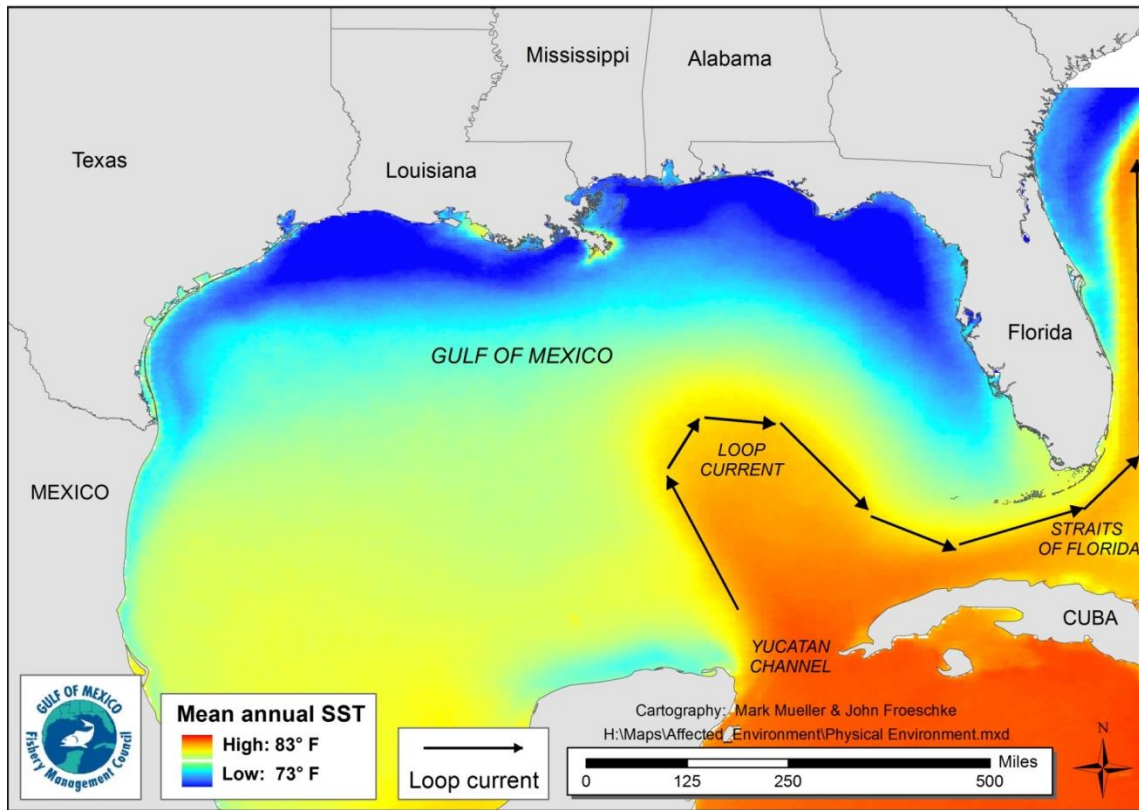 Mississippi
Alabama
Texas
Louisiana
GULF OF MEXICO
Florida
LOOP
CURRENT
MEXICO
STRAITS
OF FLORIDA
CUBA
YUCATAN
CHANNEL
GULF OF MEXICO
Fishery Management Council
Mean annual SST
High: 83° F
Low: 73° F
Loop current
Cartography: Mark Mueller & John Froeschke
H:\Maps\Affected_Environment\Physical Environment.mxd
Miles
0 125 250 500
N